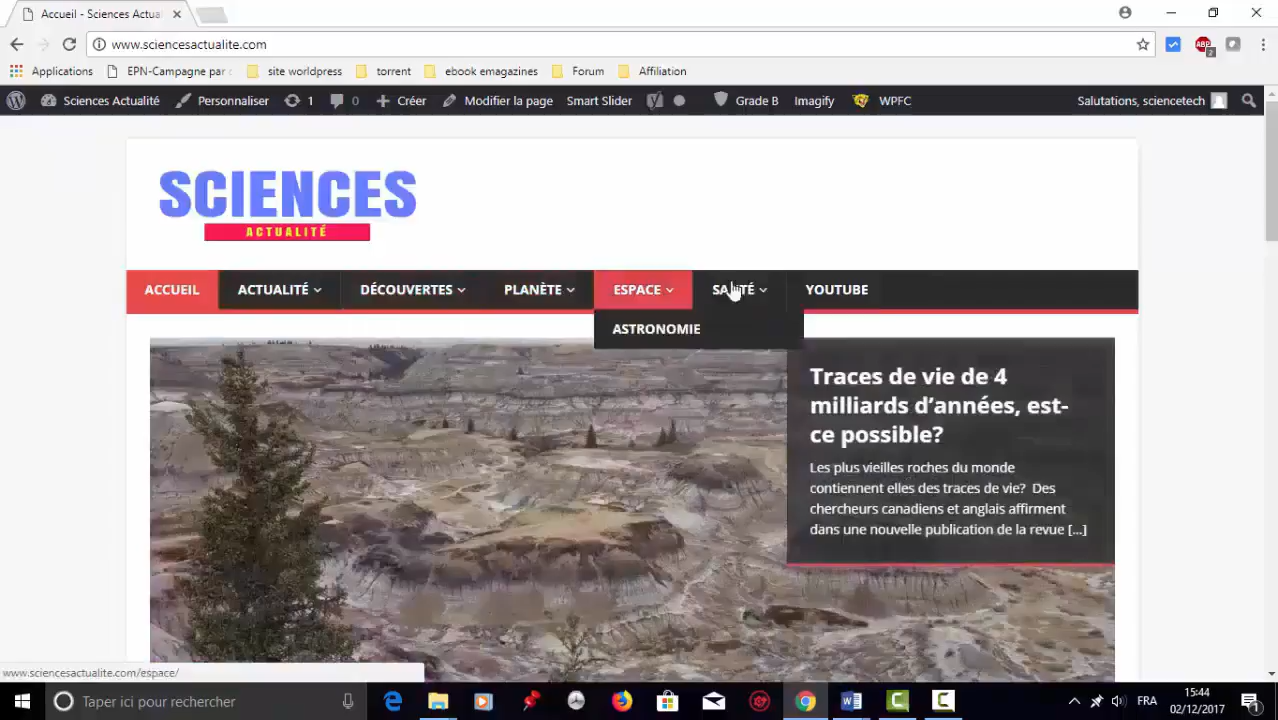 Accueil - Sciences Actua
www.sciencesactualite.com
Applications EPN-Campagne par site worldpress torrent ebook emagazines Forum Affiliation
Sciences Actualité Personnaliser 1 0 Créer Modifier la page Smart Slider Grade B Imagify WPFC Salutations, sciencetech
SCIENCES
ACTUALITÉ
ACCUEIL ACTUALITÉ DÉCOUVERTES PLANÈTE ESPACE SANTÉ YOUTUBE
ASTRONOMIE
Traces de vie de 4
milliards d’années, est-
ce possible?
Les plus vieilles roches du monde
contiennent elles des traces de vie? Des
chercheurs canadiens et anglais affirment
dans une nouvelle publication de la revue [...]
www.sciencesactualite.com/espace/
Taper ici pour rechercher
FRA
15:44
02/12/2017